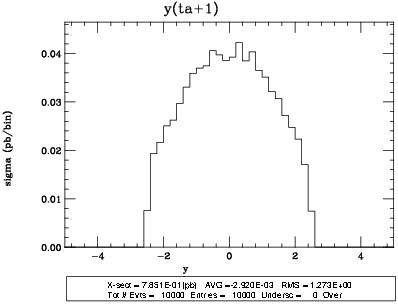 y(ta+1)
0.04
0.03
0.02
0.01
0.00
sigma (pb/bin)
−4 −2 0 2 4
y
X-sect = 7.851E-01(pb) AVG =-2.920E-03 RMS = 1.273E+00
Tot # Evts = 10000 Entries = 10000 Undersc = 0 Over